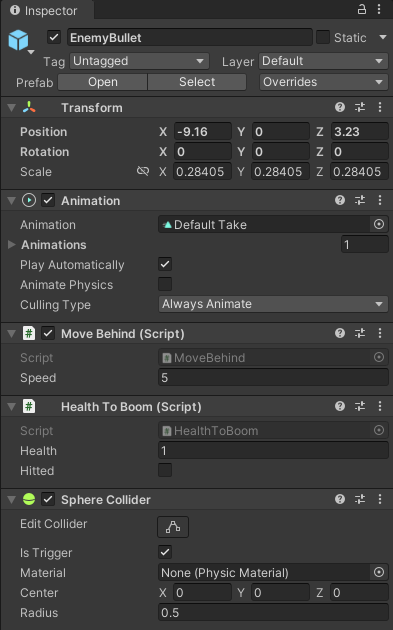 Inspector
EnemyBullet Static
Tag Untagged Layer Default
Prefab Open Select Overrides
Transform
Position X -9.16 Y 0 Z 3.23
Rotation X 0 Y 0 Z 0
Scale X 0.28405 Y 0.28405 Z 0.28405
Animation
Animation Default Take
Animations 1
Play Automatically
Animate Physics
Culling Type Always Animate
# Move Behind (Script)
Script # MoveBehind
Speed 5
# Health To Boom (Script)
Script # HealthToBoom
Health 1
Hitted
Sphere Collider
Edit Collider
Is Trigger
Material None (Physic Material)
Center X 0 Y 0 Z 0
Radius 0.5